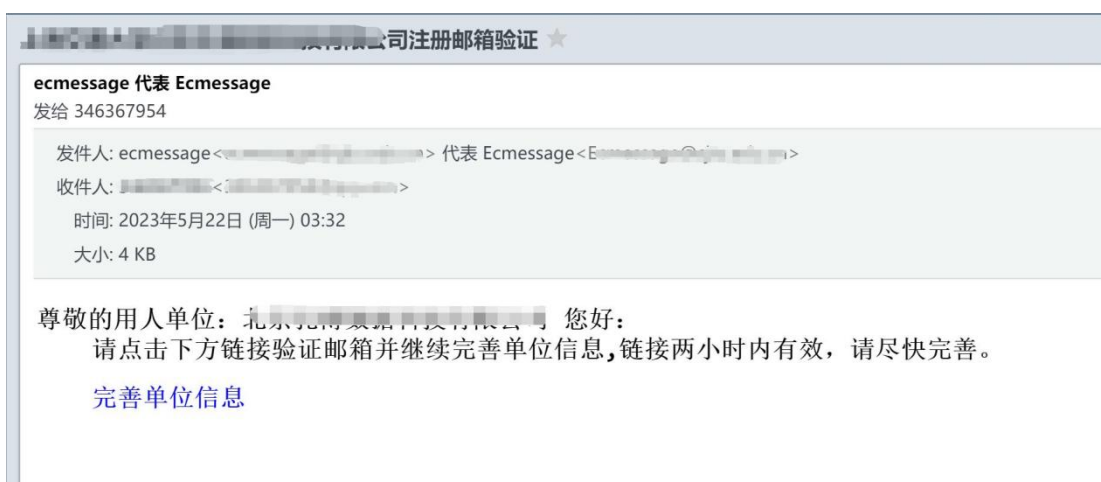 司注册邮箱验证
ecmessage 代表 Ecmessage
发给 346367954
发件人: ecmessage< > 代表 Ecmessage<E >
收件人: < >
时间: 2023年5月22日 (周一) 03:32
大小: 4 KB
尊敬的用人单位: 您好:
请点击下方链接验证邮箱并继续完善单位信息,链接两小时内有效，请尽快完善。
完善单位信息